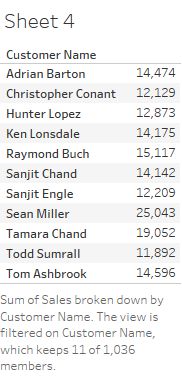 Sheet 4
Customer Name
Adrian Barton 14,474
Christopher Conant 12,129
Hunter Lopez 12,873
Ken Lonsdale 14,175
Raymond Buch 15,117
Sanjit Chand 14,142
Sanjit Engle 12,209
Sean Miller 25,043
Tamara Chand 19,052
Todd Sumrall 11,892
Tom Ashbrook 14,596
Sum of Sales broken down by
Customer Name. The view is
filtered on Customer Name,
which keeps 11 of 1,036
members.